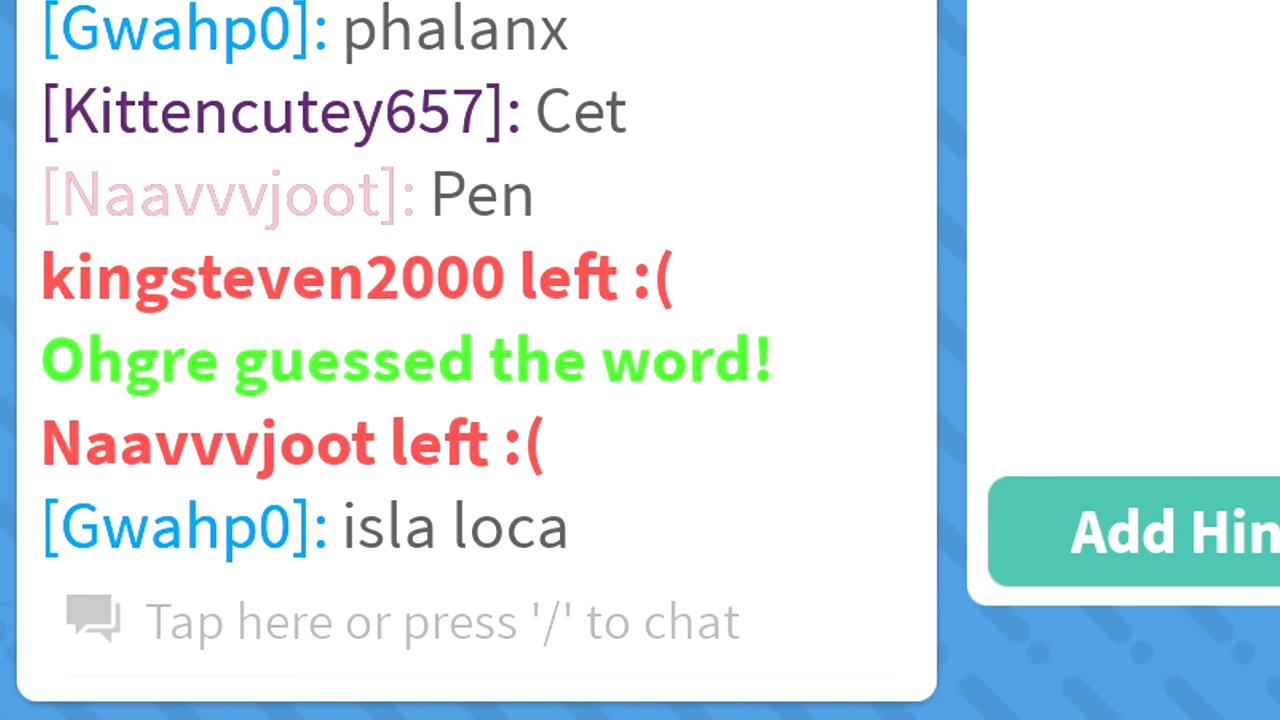 [Gwahp0]: phalanx
[Kittencutey657]: Cet
[Naavvvjoot]: Pen
kingsteven2000 left :(
Ohgre guessed the word!
Naavvvjoot left :(
[Gwahp0]: isla loca
Add Hin
Tap here or press '/' to chat